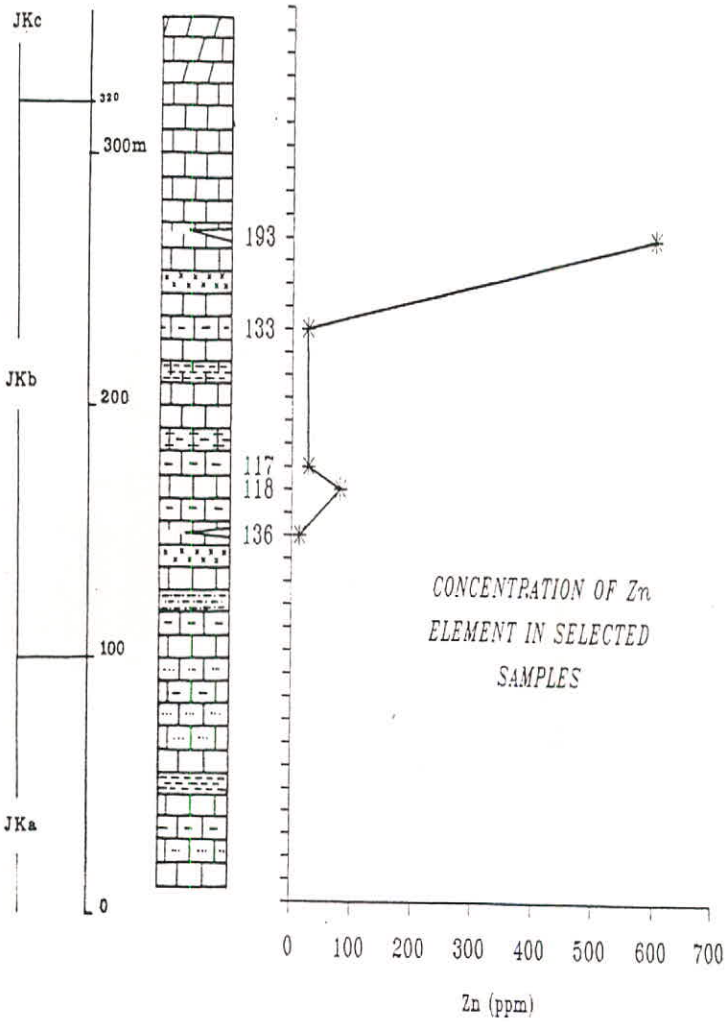 JKc
320
300m
193
133
JKb
200
117
118
136
CONCENTRATION OF Zn
ELEMENT IN SELECTED
SAMPLES
100
JKa
0
0 100 200 300 400 500 600 700
Zn (ppm)